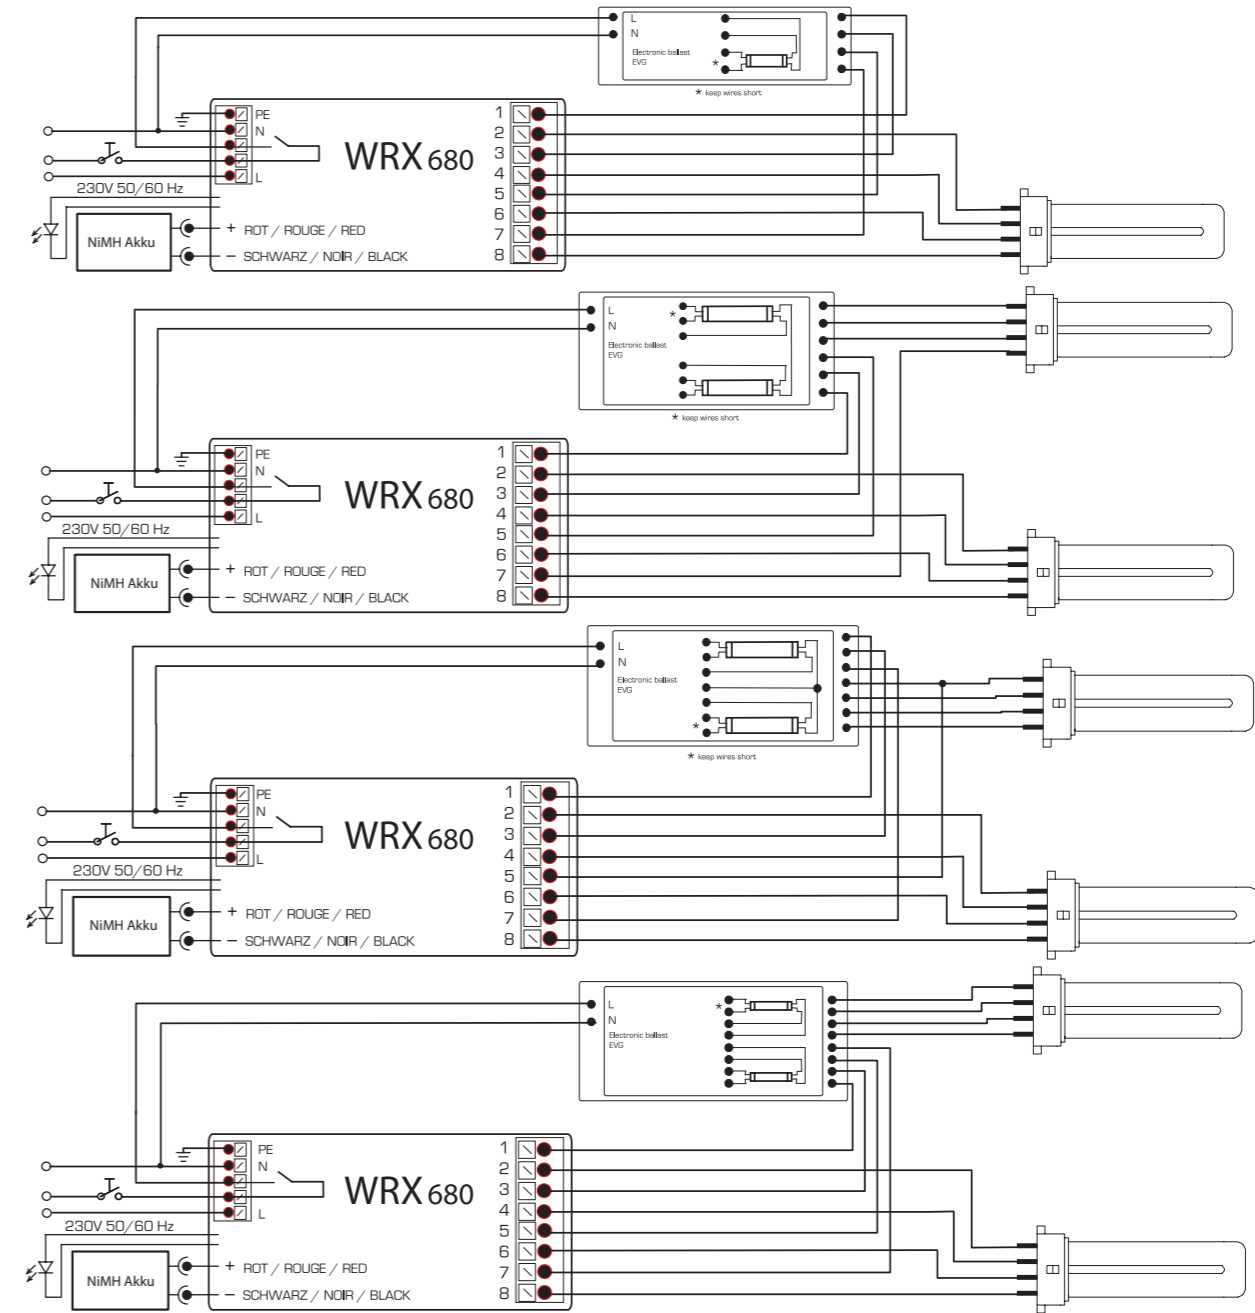 L
N
Electronic ballast
EVG
*
* keep wires short
PE
N
L
230V 50/60 Hz
WRX 680
1
2
3
4
5
6
7
8
NiMH Akku
+ ROT / ROUGE / RED
− SCHWARZ / NOIR / BLACK
L
N
Electronic ballast
EVG
*
* keep wires short
PE
N
L
230V 50/60 Hz
WRX 680
1
2
3
4
5
6
7
8
NiMH Akku
+ ROT / ROUGE / RED
− SCHWARZ / NOIR / BLACK
L
N
Electronic ballast
EVG
*
* keep wires short
PE
N
L
230V 50/60 Hz
WRX 680
1
2
3
4
5
6
7
8
NiMH Akku
+ ROT / ROUGE / RED
− SCHWARZ / NOIR / BLACK
L
N
Electronic ballast
EVG
*
PE
N
L
230V 50/60 Hz
WRX 680
1
2
3
4
5
6
7
8
NiMH Akku
+ ROT / ROUGE / RED
− SCHWARZ / NOIR / BLACK